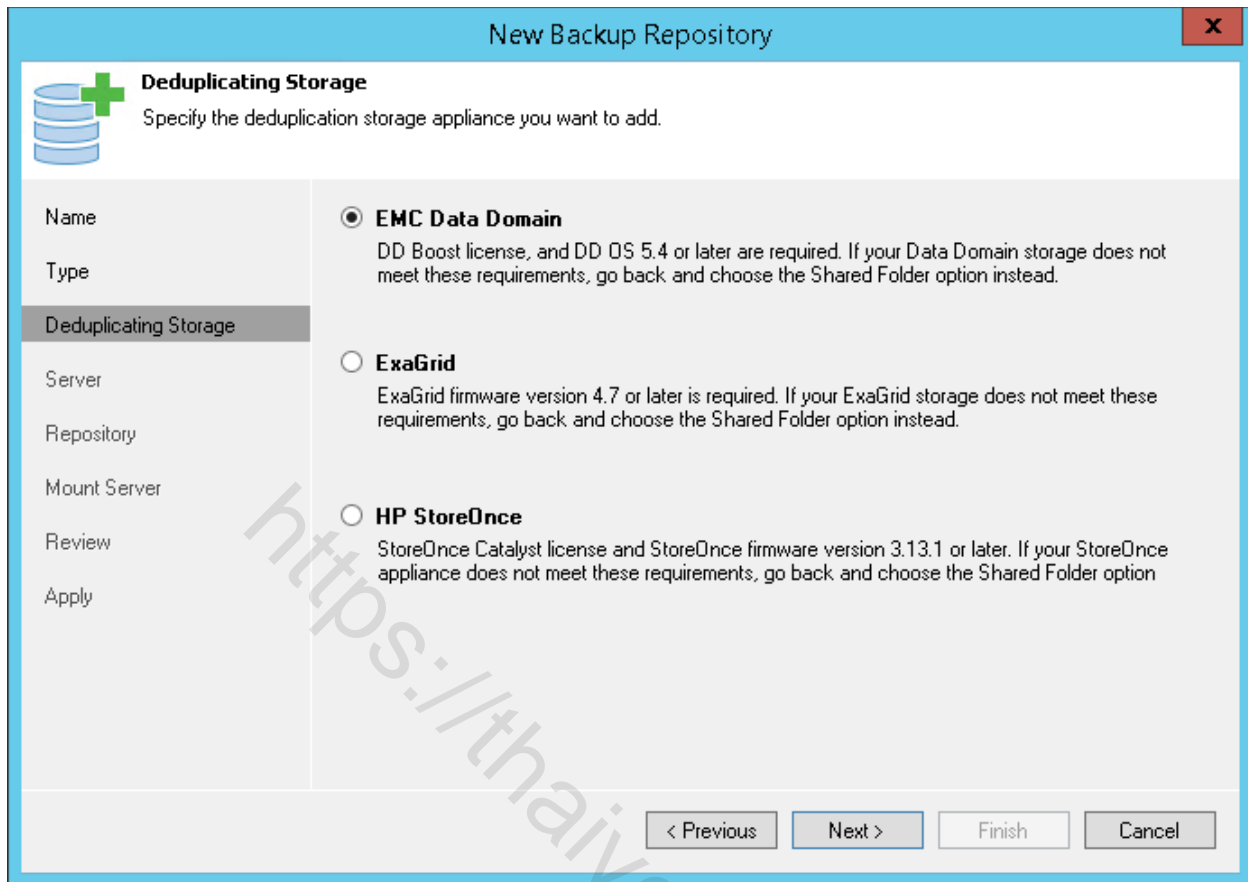 New Backup Repository
x
Deduplicating Storage
Specify the deduplication storage appliance you want to add.
Name
Type
Deduplicating Storage
Server
Repository
Mount Server
Review
Apply
EMC Data Domain
DD Boost license, and DD OS 5.4 or later are required. If your Data Domain storage does not
meet these requirements, go back and choose the Shared Folder option instead.
ExaGrid
ExaGrid firmware version 4.7 or later is required. If your ExaGrid storage does not meet these
requirements, go back and choose the Shared Folder option instead.
HP StoreOnce
StoreOnce Catalyst license and StoreOnce firmware version 3.13.1 or later. If your StoreOnce
appliance does not meet these requirements, go back and choose the Shared Folder option
< Previous
Next >
Finish
Cancel